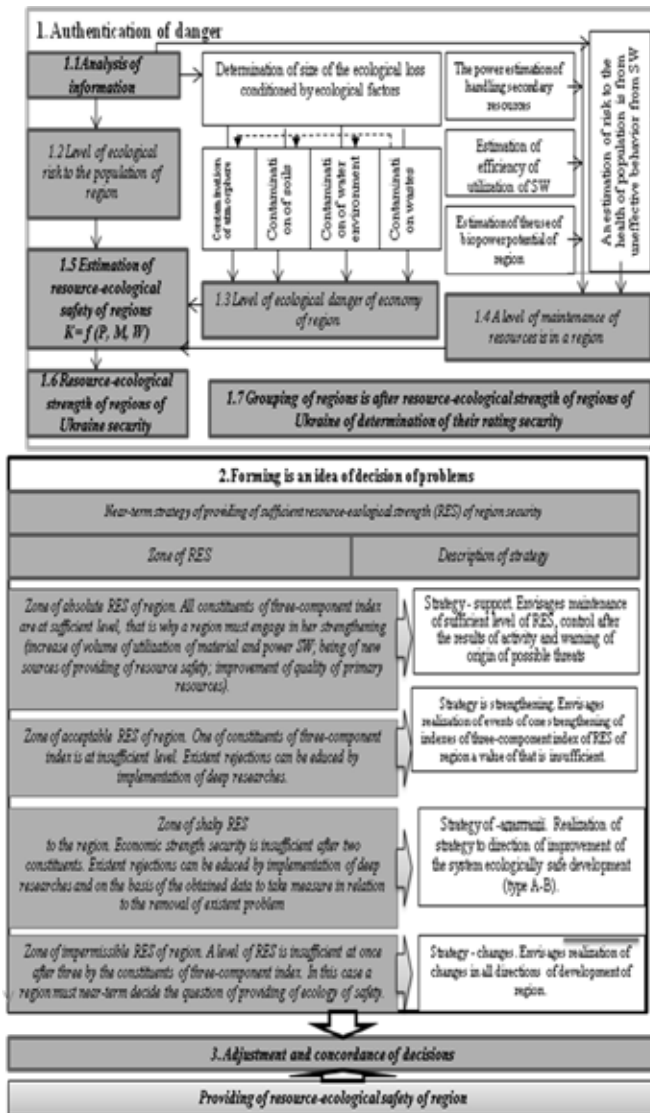 1. Authentication of danger
1.1 Analysis of
information
Determination of size of the ecological loss
conditioned by ecological factors
The power estimation of
handling secondary
resources
An estimation of risk to the
health of population is from
uneffective behavior from SW
1.2 Level of ecological
risk to the population of
region
Contamination
of atmosphere
Contaminati
on of soils
Contaminati
on of water
environment
Contaminati
on wastes
Estimation of
efficiency of
utilization of SW
Estimation of the use of
biopower potential of
region
1.5 Estimation of
resource-ecological
safety of regions
K= f (P, M, W)
1.3 Level of ecological danger of economy of
region
1.4 A level of maintenance of
resources is in a region
1.6 Resource-ecological
strength of regions of
Ukraine security
1.7 Grouping of regions is after resource-ecological strength of regions of
Ukraine of determination of their rating security
2. Forming is an idea of decision of problems
Near-term strategy of providing of sufficient resource-ecological strength (RES) of region security
Zone of RES
Description of strategy
Zone of absolute RES of region. All constituents of three-component index
are at sufficient level, that is why a region must engage in her strengthening
(increase of volume of utilization of material and power SW, being of new
sources of providing of resource safety; improvement of quality of primary
resources).
Strategy - support. Envisages maintenance
of sufficient level of RES, control after
the results of activity and warning of
origin of possible threats
Zone of acceptable RES of region. One of constituents of three-component
index is at insufficient level. Existent rejections can be educed by
implementation of deep researches.
Strategy is strengthening. Envisages
realization of events of one strengthening of
indexes of three-component index of RES of
region a value of that is insufficient.
Zone of shaky RES
to the region. Economic strength security is insufficient after two
constituents. Existent rejections can be educed by implementation of deep
researches and on the basis of the obtained data to take measure in relation
to the removal of existent problem
Strategy of Realization of
strategy to direction of improvement of
the system ecologically safe development
(type A-B).
Zone of impermissible RES of region. A level of RES is insufficient at once
after three by the constituents of three-component index. In this case a
region must near-term decide the question of providing of ecology of safety.
Strategy - changes. Envisages realization of
changes in all directions of development of
region.
3. Adjustment and concordance of decisions
Providing of resource-ecological safety of region